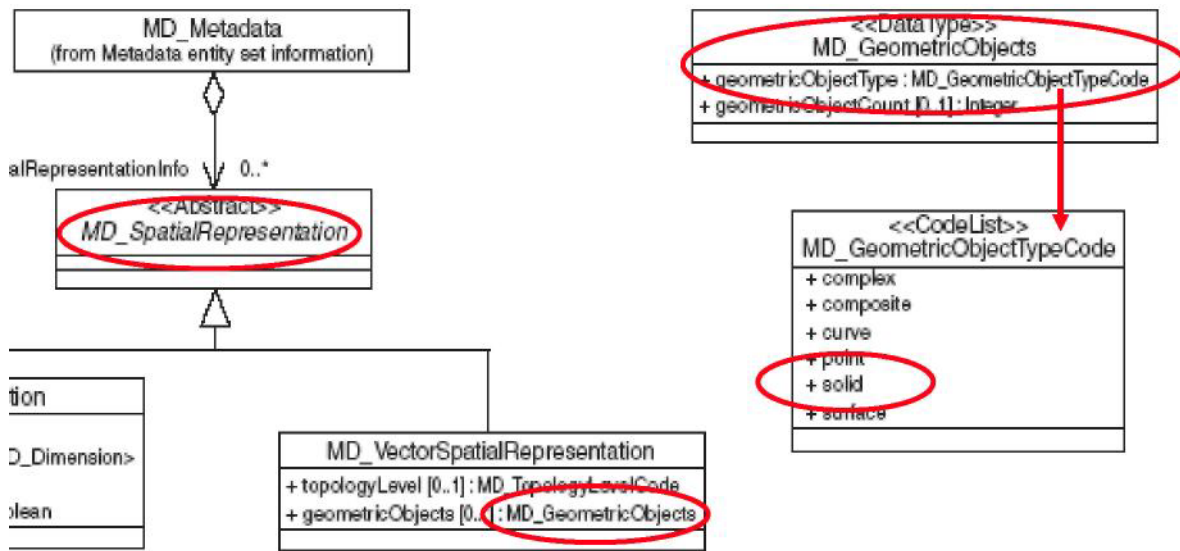 MD_Metadata
(from Metadata entity set information)
alRepresentationInfo 0..*
<<Abstract>>
MD_SpatialRepresentation
tion
D_Dimension>
olean
MD_VectorSpatialRepresentation
+ topologyLevel [0..1] : MD_TopologyLevelCode
+ geometricObjects [0.. ] : MD_GeometricObjects
<<DataType>>
MD_GeometricObjects
+ geometricObjectType : MD_GeometricObjectTypeCode
+ geometricObjectCount [0..1] : Integer
<<CodeList>>
MD_GeometricObjectTypeCode
+ complex
+ composite
+ curve
+ point
+ solid
+ surface